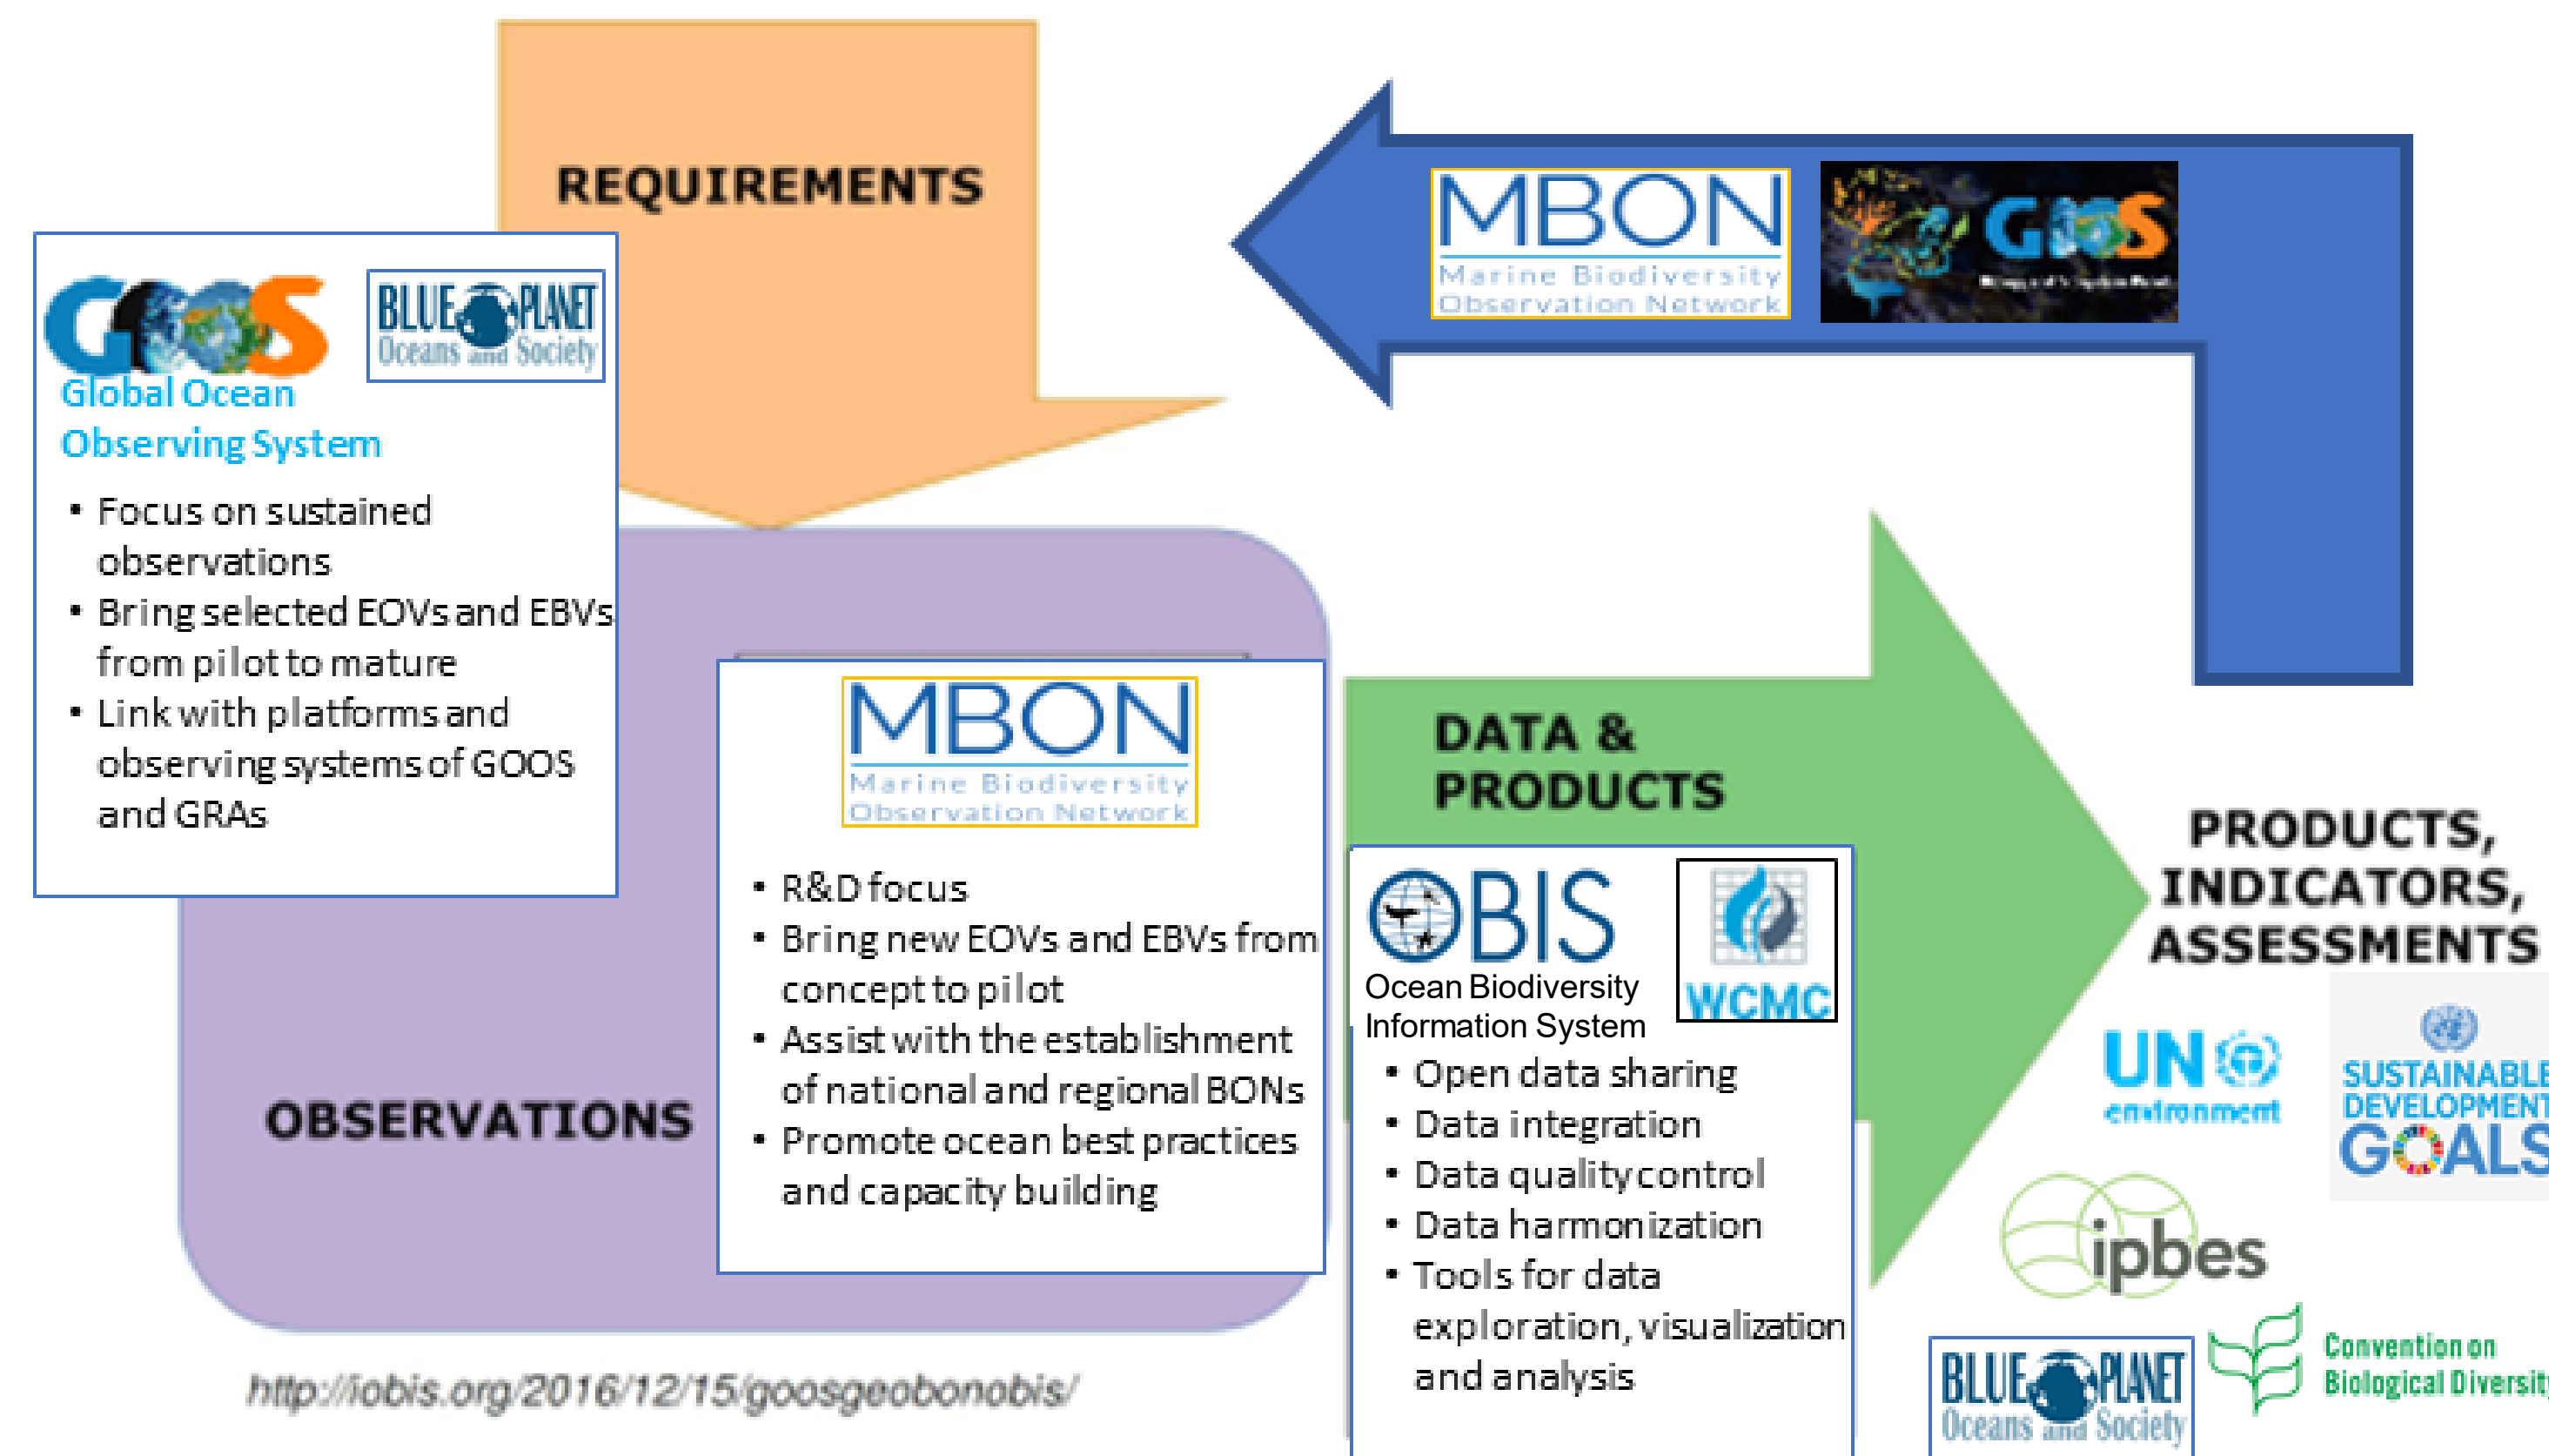 REQUIREMENTS
MBON
Marine Biodiversity
Observation Network
GOOS
GOOS
Global Ocean
Observing System
BLUE PLANET
Oceans and Society
• Focus on sustained
observations
• Bring selected EOVs and EBVs
from pilot to mature
• Link with platforms and
observing systems of GOOS
and GRAs
OBSERVATIONS
MBON
Marine Biodiversity
Observation Network
• R&D focus
• Bring new EOVs and EBVs from
concept to pilot
• Assist with the establishment
of national and regional BONs
• Promote ocean best practices
and capacity building
DATA &
PRODUCTS
OBIS
Ocean Biodiversity
Information System
WCMC
• Open data sharing
• Data integration
• Data quality control
• Data harmonization
• Tools for data
exploration, visualization
and analysis
PRODUCTS,
INDICATORS,
ASSESSMENTS
UN
environment
SUSTAINABLE
DEVELOPMENT
GOALS
ipbes
Convention on
Biological Diversity
BLUE PLANET
Oceans and Society
http://iobis.org/2016/12/15/goosgeobonobis/